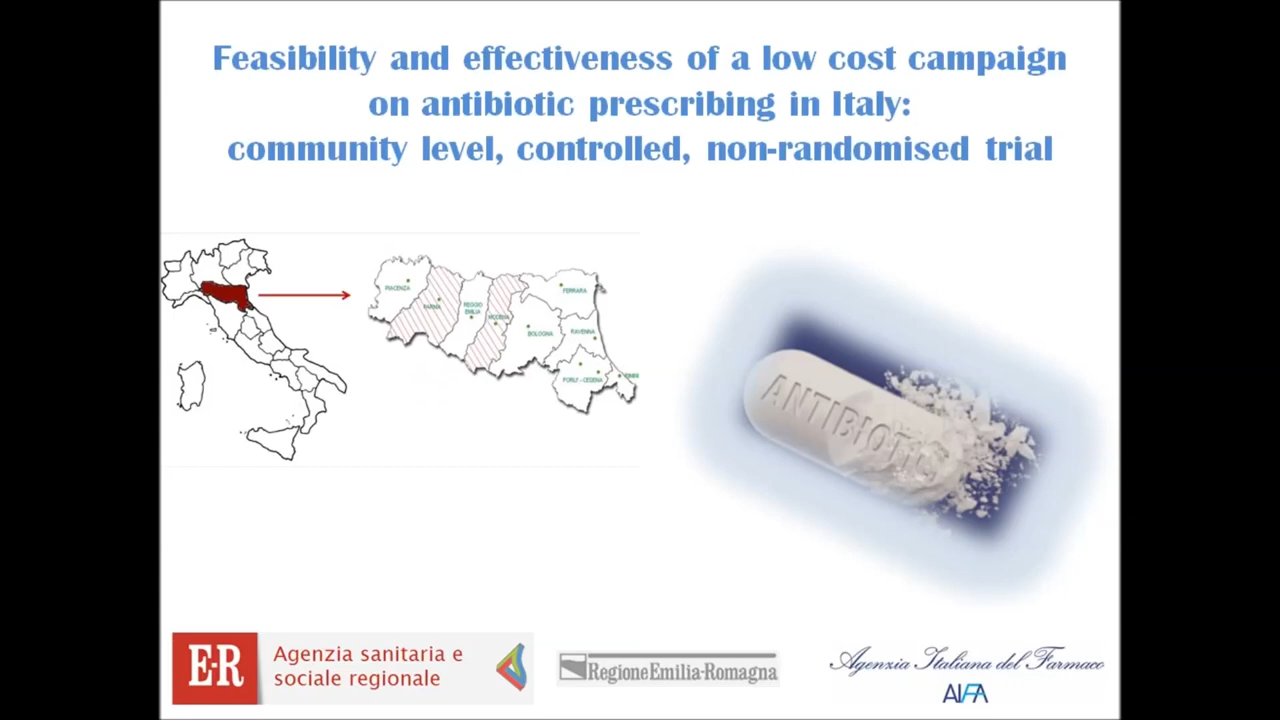 Feasibility and effectiveness of a low cost campaign
on antibiotic prescribing in Italy:
community level, controlled, non-randomised trial
PIACENZA
PARMA
REGGIO
EMILIA
MODENA
BOLOGNA
FERRARA
RAVENNA
FORLI' - CESENA
ANTIBIOTIC
E-R
Agenzia sanitaria e
sociale regionale
RegioneEmilia-Romagna
Agenzia Italiana del Farmaco
AIFA